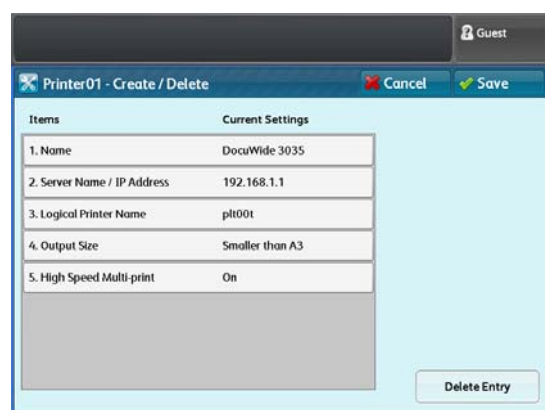 Guest
Printer01 - Create / Delete Cancel Save
Items Current Settings
1. Name DocuWide 3035
2. Server Name / IP Address 192.168.1.1
3. Logical Printer Name plt00t
4. Output Size Smaller than A3
5. High Speed Multi-print On
Delete Entry